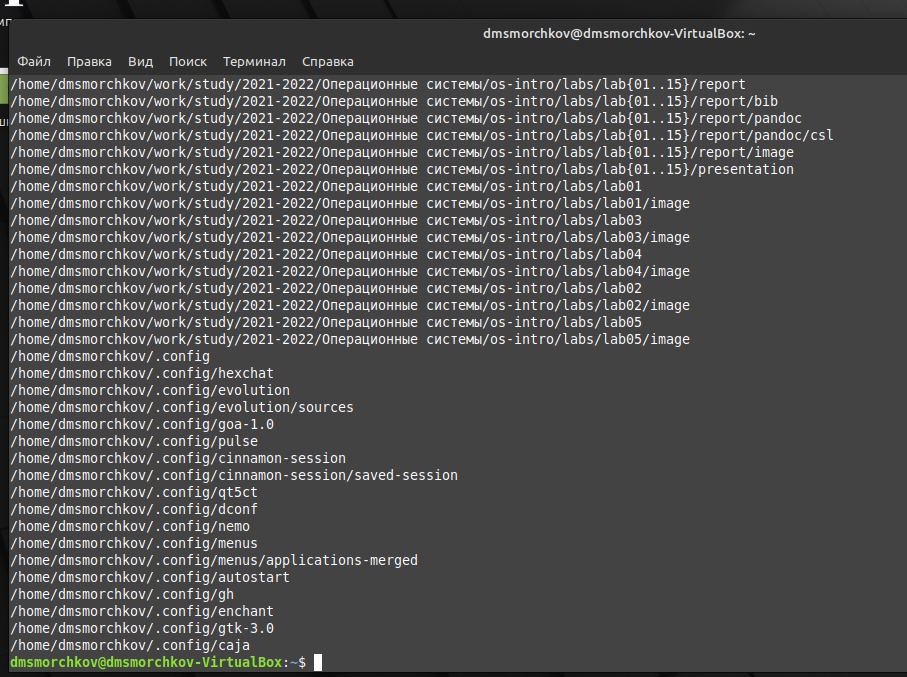 dmsmorchkov@dmsmorchkov-VirtualBox: ~
Файл Правка Вид Поиск Терминал Справка
/home/dmsmorchkov/work/study/2021-2022/Операционные системы/os-intro/labs/lab{01..15}/report
/home/dmsmorchkov/work/study/2021-2022/Операционные системы/os-intro/labs/lab{01..15}/report/bib
/home/dmsmorchkov/work/study/2021-2022/Операционные системы/os-intro/labs/lab{01..15}/report/pandoc
/home/dmsmorchkov/work/study/2021-2022/Операционные системы/os-intro/labs/lab{01..15}/report/pandoc/csl
/home/dmsmorchkov/work/study/2021-2022/Операционные системы/os-intro/labs/lab{01..15}/report/image
/home/dmsmorchkov/work/study/2021-2022/Операционные системы/os-intro/labs/lab{01..15}/presentation
/home/dmsmorchkov/work/study/2021-2022/Операционные системы/os-intro/labs/lab01
/home/dmsmorchkov/work/study/2021-2022/Операционные системы/os-intro/labs/lab01/image
/home/dmsmorchkov/work/study/2021-2022/Операционные системы/os-intro/labs/lab03
/home/dmsmorchkov/work/study/2021-2022/Операционные системы/os-intro/labs/lab03/image
/home/dmsmorchkov/work/study/2021-2022/Операционные системы/os-intro/labs/lab04
/home/dmsmorchkov/work/study/2021-2022/Операционные системы/os-intro/labs/lab04/image
/home/dmsmorchkov/work/study/2021-2022/Операционные системы/os-intro/labs/lab02
/home/dmsmorchkov/work/study/2021-2022/Операционные системы/os-intro/labs/lab02/image
/home/dmsmorchkov/work/study/2021-2022/Операционные системы/os-intro/labs/lab05
/home/dmsmorchkov/work/study/2021-2022/Операционные системы/os-intro/labs/lab05/image
/home/dmsmorchkov/.config
/home/dmsmorchkov/.config/hexchat
/home/dmsmorchkov/.config/evolution
/home/dmsmorchkov/.config/evolution/sources
/home/dmsmorchkov/.config/goa-1.0
/home/dmsmorchkov/.config/pulse
/home/dmsmorchkov/.config/cinnamon-session
/home/dmsmorchkov/.config/cinnamon-session/saved-session
/home/dmsmorchkov/.config/qt5ct
/home/dmsmorchkov/.config/dconf
/home/dmsmorchkov/.config/nemo
/home/dmsmorchkov/.config/menus
/home/dmsmorchkov/.config/menus/applications-merged
/home/dmsmorchkov/.config/autostart
/home/dmsmorchkov/.config/gh
/home/dmsmorchkov/.config/enchant
/home/dmsmorchkov/.config/gtk-3.0
/home/dmsmorchkov/.config/caja
dmsmorchkov@dmsmorchkov-VirtualBox:~$